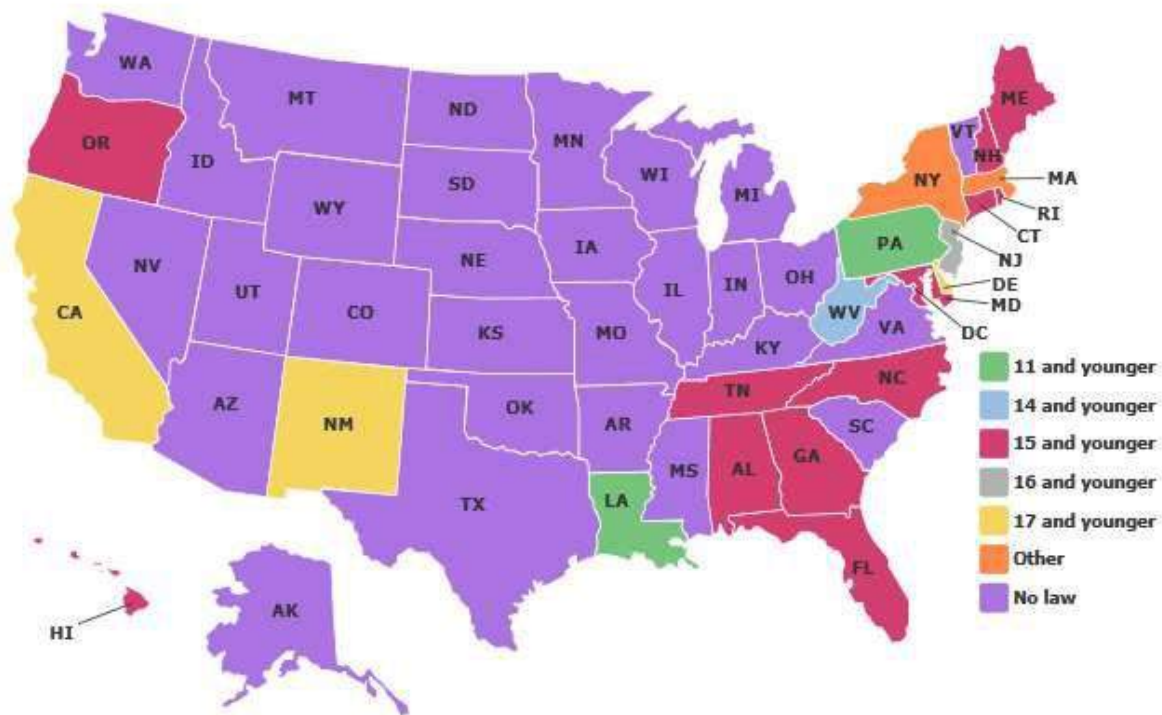 WA
MT
ND
MN
ME
VT
NH
OR
ID
SD
WI
MI
NY
MA
RI
WY
CT
IA
PA
NJ
NE
NV
OH
IN
IL
DE
UT
MD
CA
CO
WV
VA
DC
KS
MO
KY
NC
TN
AZ
NM
OK
AR
SC
MS
AL
GA
TX
LA
FL
AK
HI
11 and younger
14 and younger
15 and younger
16 and younger
17 and younger
Other
No law